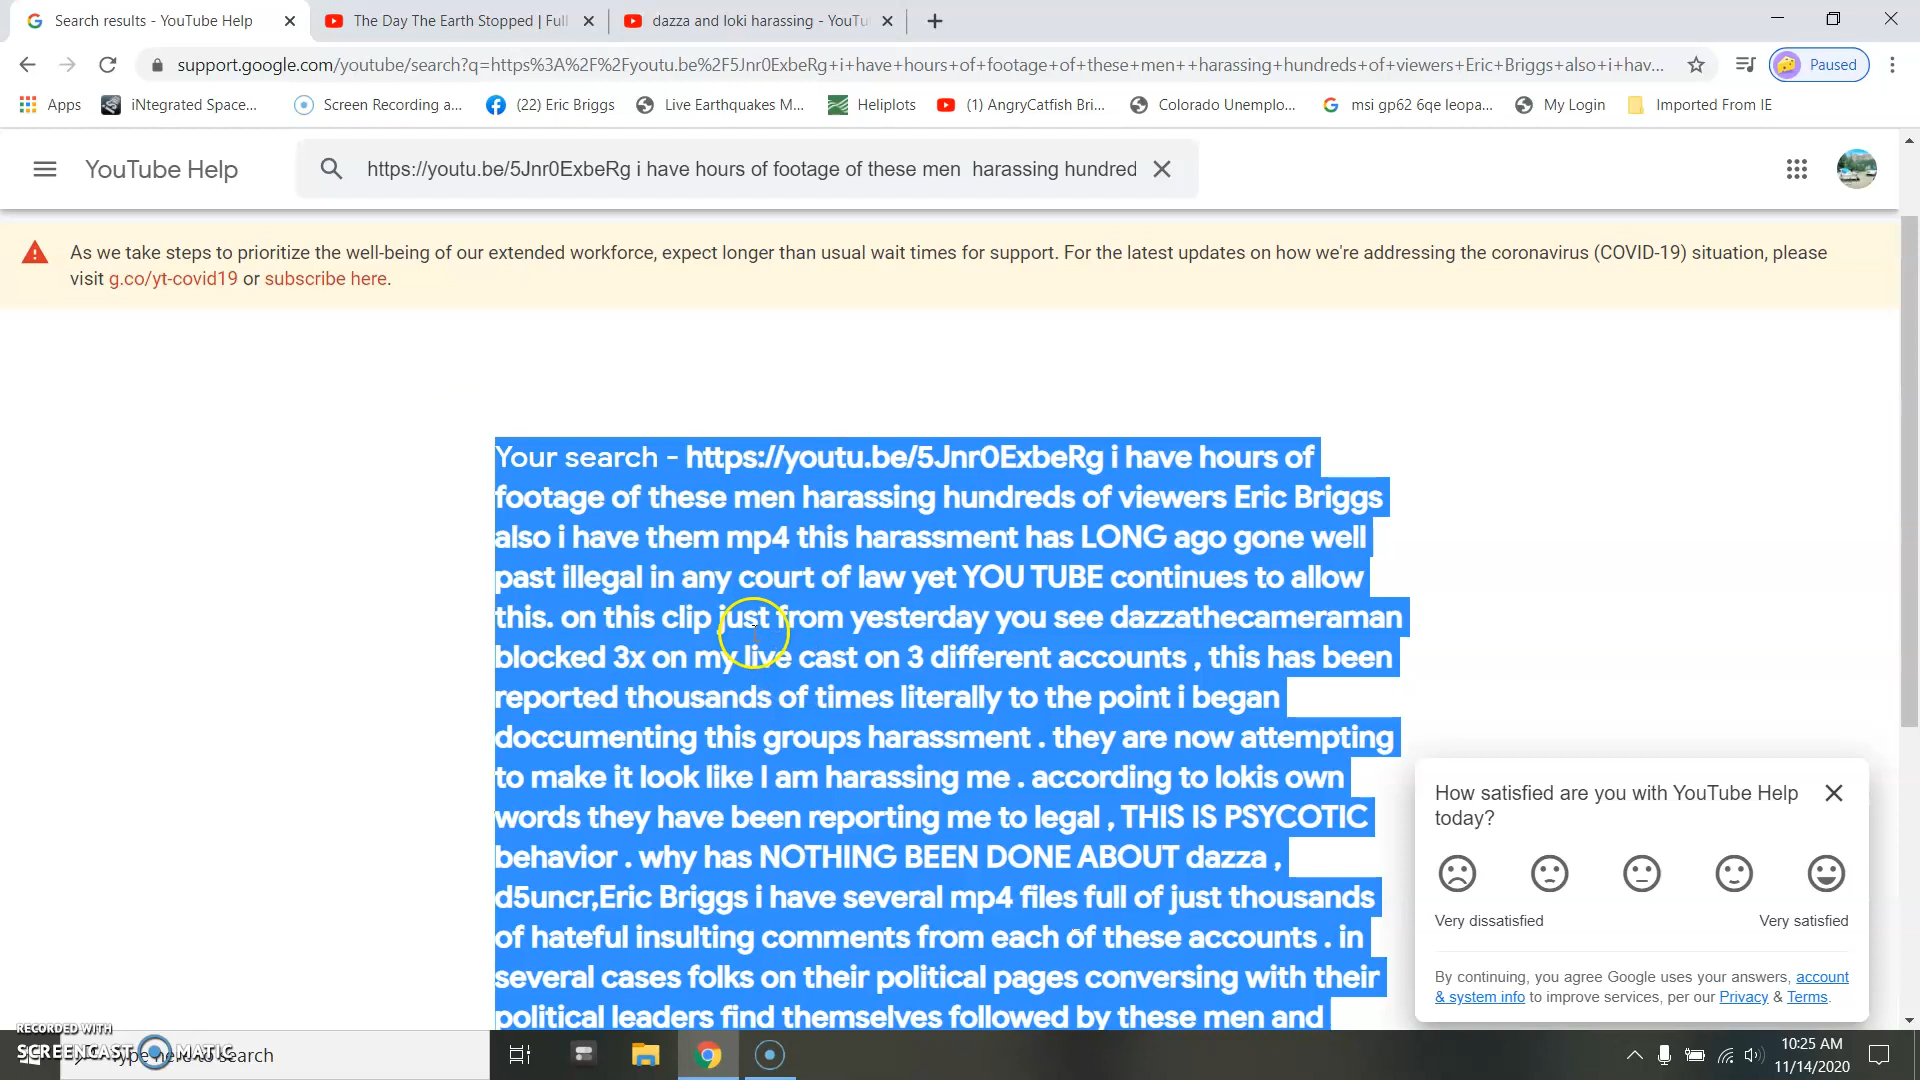 Search results - YouTube Help
The Day The Earth Stopped | Full
dazza and loki harassing - YouTu
support.google.com/youtube/search?q=https%3A%2F%2Fyoutu.be%2F5Jnr0ExbeRg+i+have+hours+of+footage+of+these+men++harassing+hundreds+of+viewers+Eric+Briggs+also+i+hav...
Paused
Apps
iNtegrated Space...
Screen Recording a...
(22) Eric Briggs
Live Earthquakes M...
Heliplots
(1) AngryCatfish Bri...
Colorado Unemplo...
msi gp62 6qe leopa...
My Login
Imported From IE
YouTube Help
https://youtu.be/5Jnr0ExbeRg i have hours of footage of these men  harassing hundred
As we take steps to prioritize the well-being of our extended workforce, expect longer than usual wait times for support. For the latest updates on how we're addressing the coronavirus (COVID-19) situation, please
visit g.co/yt-covid19 or subscribe here.
Your search - https://youtu.be/5Jnr0ExbeRg i have hours of
footage of these men harassing hundreds of viewers Eric Briggs
also i have them mp4 this harassment has LONG ago gone well
past illegal in any court of law yet YOU TUBE continues to allow
this. on this clip just from yesterday you see dazzathecameraman
blocked 3x on my live cast on 3 different accounts , this has been
reported thousands of times literally to the point i began
doccumenting this groups harassment . they are now attempting
to make it look like I am harassing me . according to lokis own
words they have been reporting me to legal , THIS IS PSYCOTIC
behavior . why has NOTHING BEEN DONE ABOUT dazza ,
d5uncr,Eric Briggs i have several mp4 files full of just thousands
of hateful insulting comments from each of these accounts . in
several cases folks on their political pages conversing with their
political leaders find themselves followed by these men and
How satisfied are you with YouTube Help
today?
Very dissatisfied
Very satisfied
By continuing, you agree Google uses your answers, account
& system info to improve services, per our Privacy & Terms.
RECORDED WITH
SCREENCAST MATIC
Type here to search
10:25 AM
11/14/2020